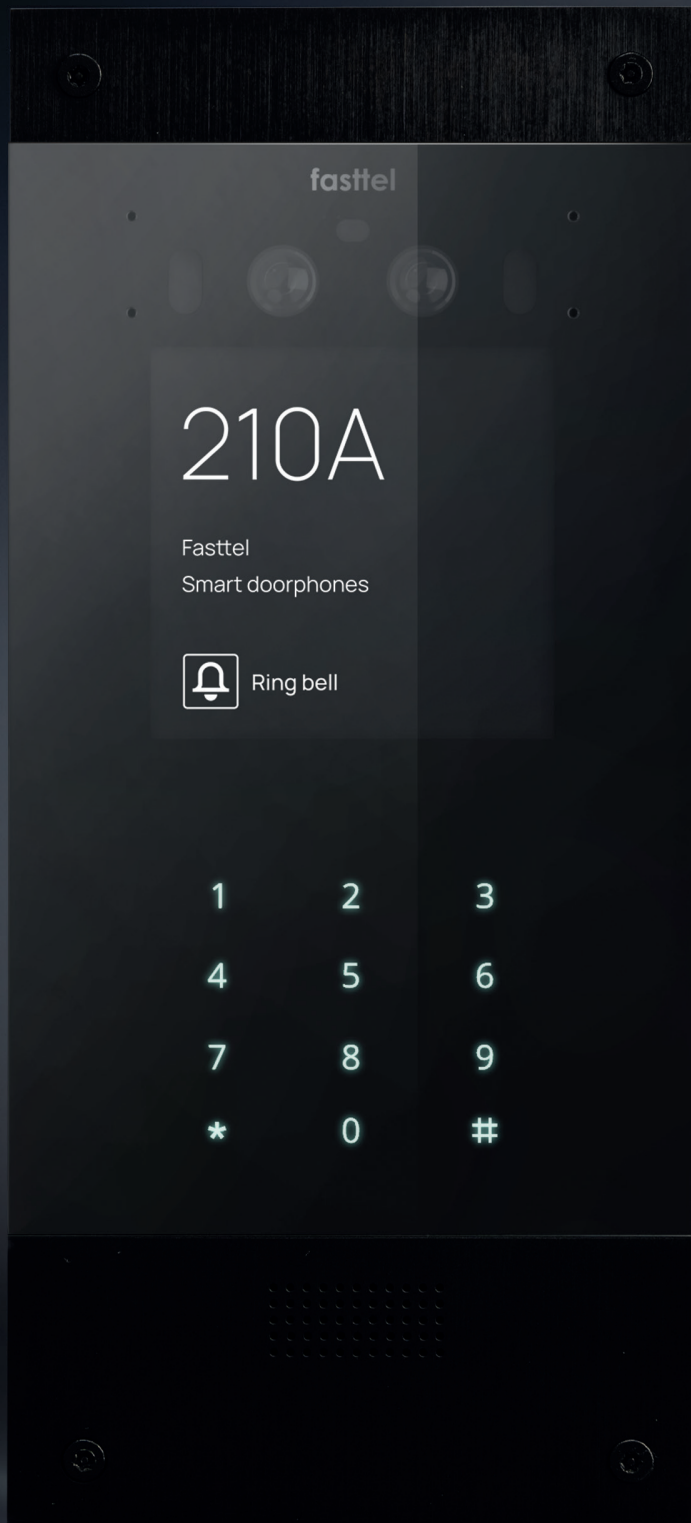 fasttel
210A
Fasttel
Smart doorphones
Ring bell
1 2 3
4 5 6
7 8 9
* 0 #